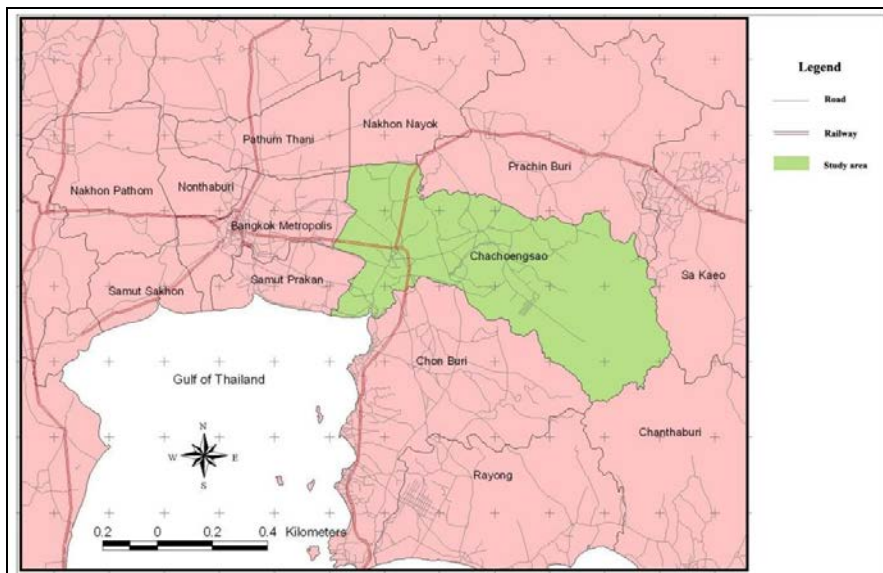 Legend
Road
Railway
Study area
Nakhon Nayok
Pathum Thani
Prachin Buri
Nakhon Pathom
Nonthaburi
Bangkok Metropolis
Chachoengsao
Samut Prakan
Sa Kaeo
Samut Sakhon
Chon Buri
Gulf of Thailand
N
W E
S
Chanthaburi
Rayong
0.2 0 0.2 0.4 Kilometers